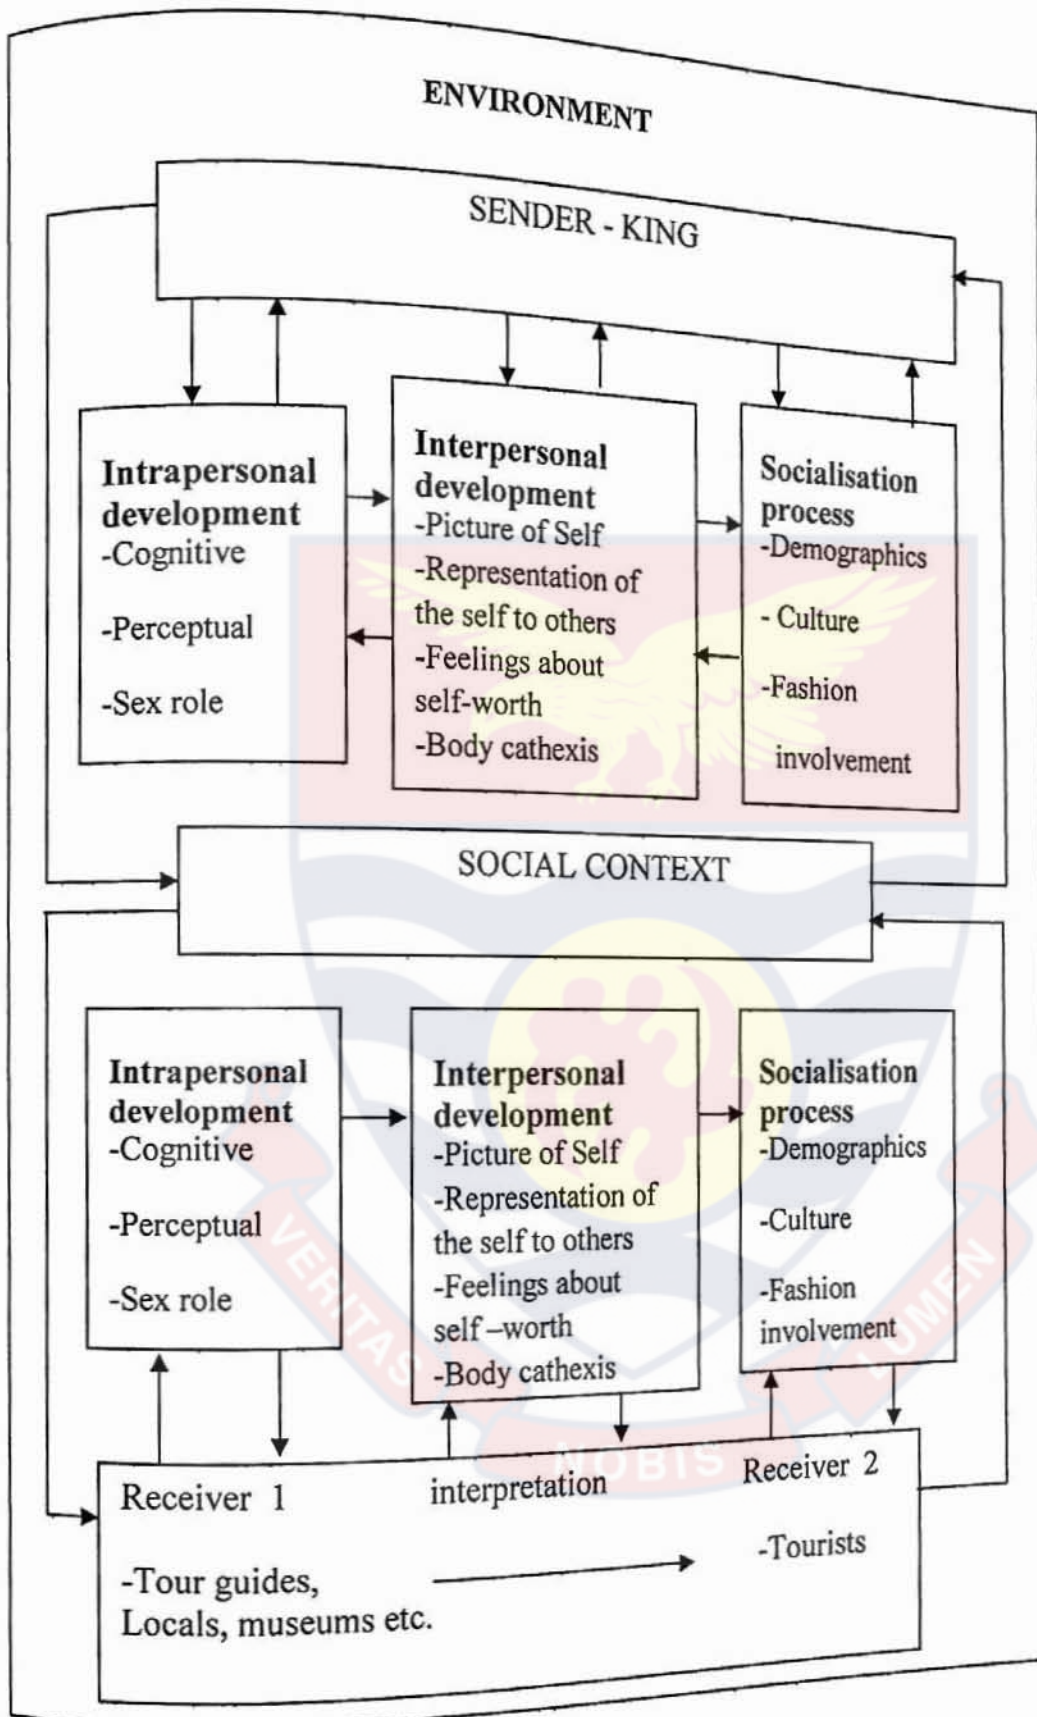 ENVIRONMENT
SENDER - KING
Intrapersonal
development
-Cognitive
-Perceptual
-Sex role
Interpersonal
development
-Picture of Self
-Representation of
the self to others
-Feelings about
self-worth
-Body cathexis
Socialisation
process
-Demographics
- Culture
-Fashion
involvement
SOCIAL CONTEXT
Intrapersonal
development
-Cognitive
-Perceptual
-Sex role
Interpersonal
development
-Picture of Self
-Representation of
the self to others
-Feelings about
self –worth
-Body cathexis
Socialisation
process
-Demographics
-Culture
-Fashion
involvement
VERITAS
NOBIS
LUMEN
Receiver 1
interpretation
Receiver 2
-Tour guides,
Locals, museums etc.
-Tourists